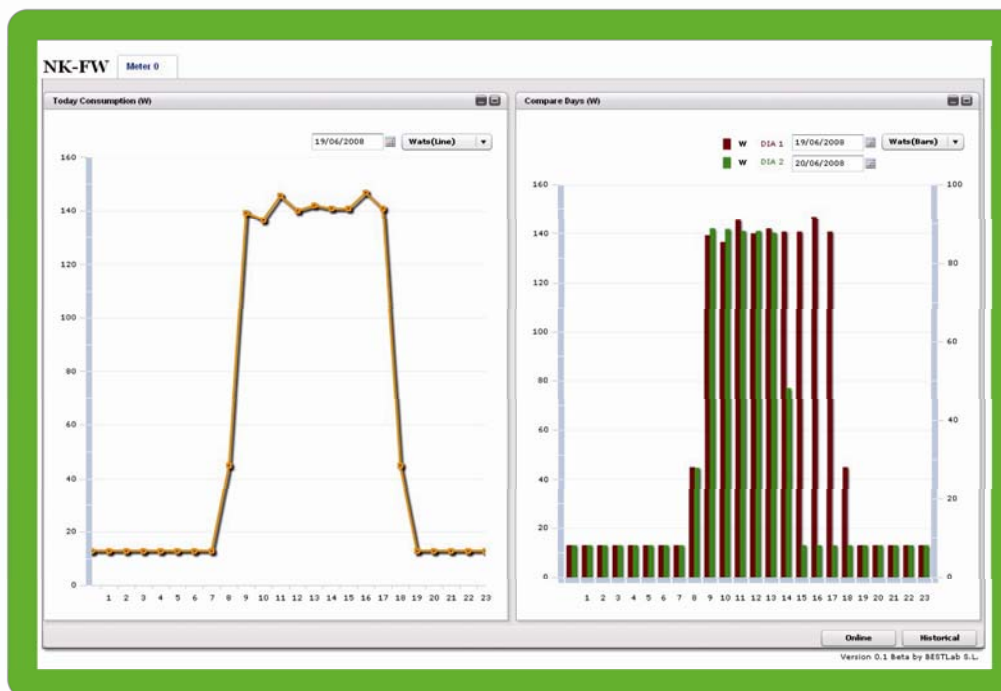 NK-FW Meter 0
Today Consumption (W)
19/06/2008 Wats(Line)
160
140
120
100
80
60
40
20
0
1 2 3 4 5 6 7 8 9 10 11 12 13 14 15 16 17 18 19 20 21 22 23
Compare Days (W)
W DIA 1 19/06/2008 Wats(Bars)
W DIA 2 20/06/2008
160 100
140
80
120
100
60
80
60
40
40
20
20
0 0
1 2 3 4 5 6 7 8 9 10 11 12 13 14 15 16 17 18 19 20 21 22 23
Online Historical
Version 0.1 Beta by BESTLab S.L.